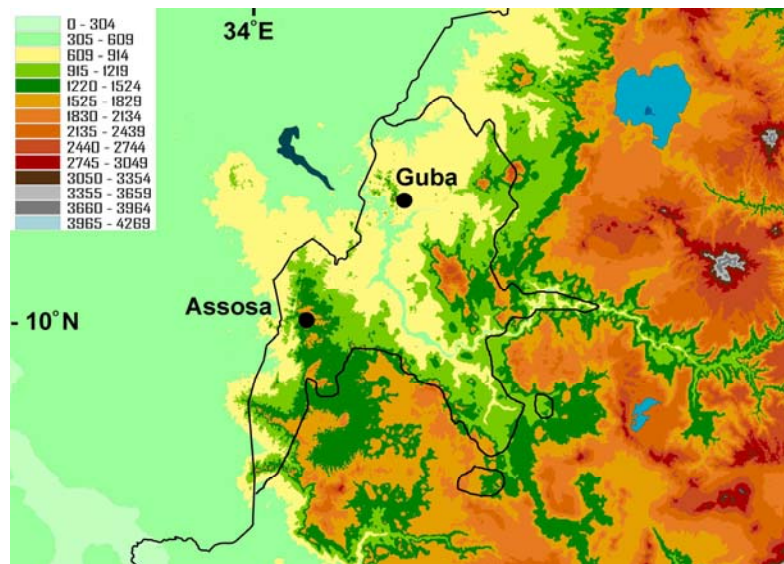 0 - 304
305 - 609
609 - 914
915 - 1219
1220 - 1524
1525 - 1829
1830 - 2134
2135 - 2439
2440 - 2744
2745 - 3049
3050 - 3354
3355 - 3659
3660 - 3964
3965 - 4269
34°E
Guba
Assosa
- 10°N